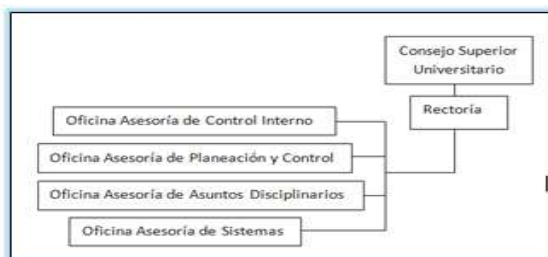 Consejo Superior
Universitario
Rectoría
Oficina Asesoría de Control Interno
Oficina Asesoría de Planeación y Control
Oficina Asesoría de Asuntos Disciplinarios
Oficina Asesoría de Sistemas